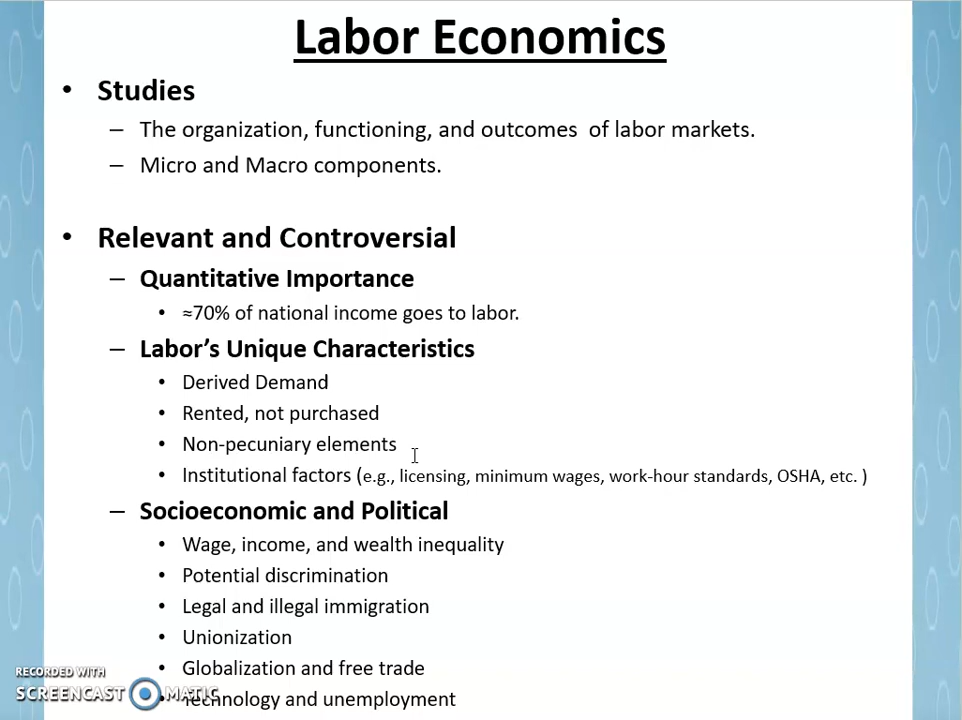 Labor Economics
• Studies
– The organization, functioning, and outcomes of labor markets.
– Micro and Macro components.
• Relevant and Controversial
– Quantitative Importance
• ≈70% of national income goes to labor.
– Labor's Unique Characteristics
• Derived Demand
• Rented, not purchased
• Non-pecuniary elements
• Institutional factors (e.g., licensing, minimum wages, work-hour standards, OSHA, etc. )
– Socioeconomic and Political
• Wage, income, and wealth inequality
• Potential discrimination
• Legal and illegal immigration
• Unionization
• Globalization and free trade
• Technology and unemployment
RECORDED WITH
SCREENCAST MATIC